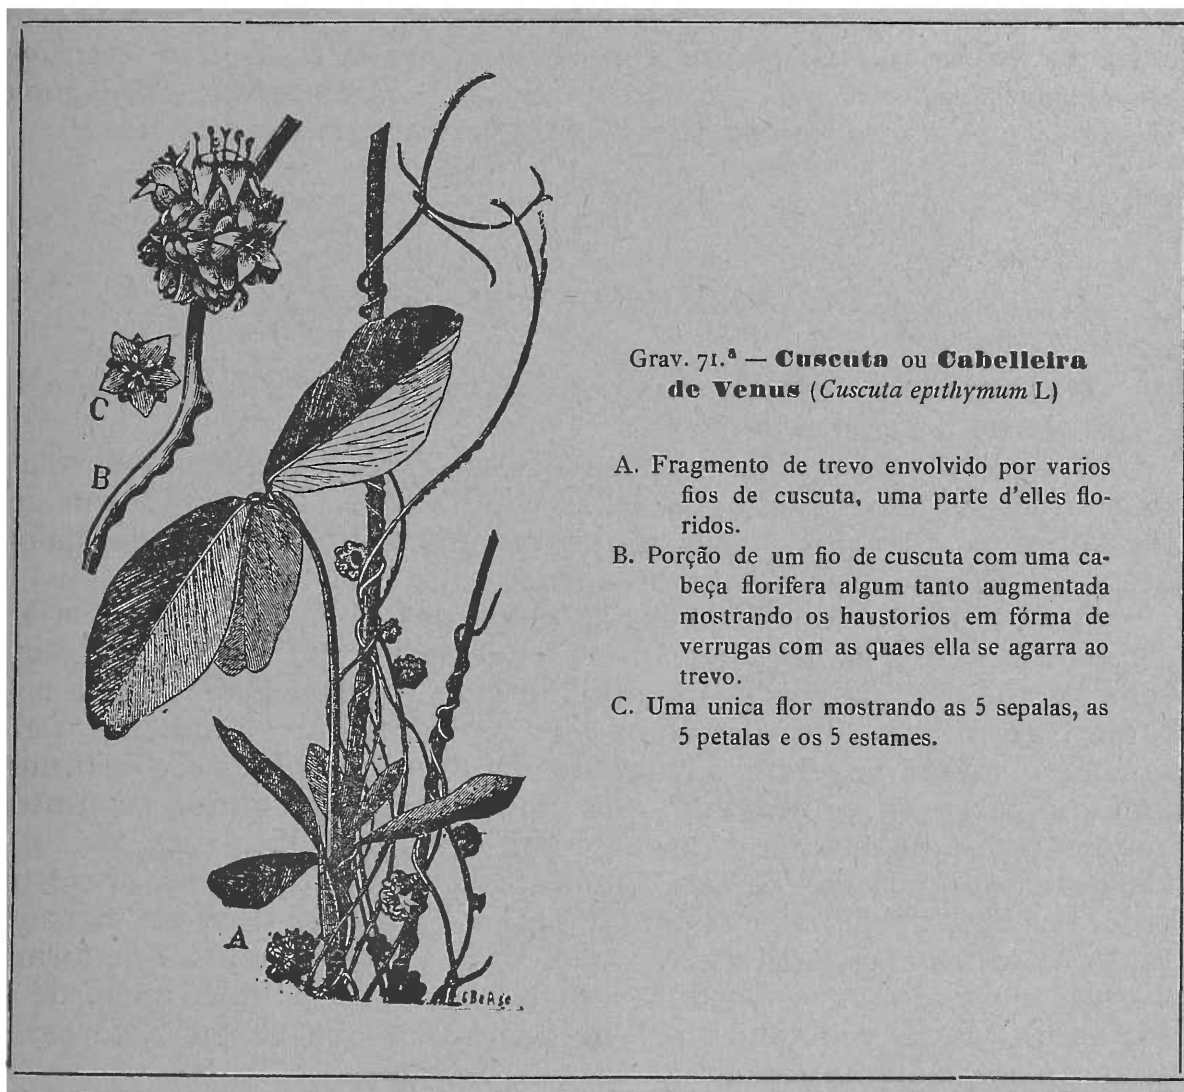 C
B
A
Grav. 71.ª — Cuscuta ou Cabelleira
de Venus (Cuscuta epithymum L)
A. Fragmento de trevo envolvido por varios
fios de cuscuta, uma parte d'elles flo-
ridos.
B. Porção de um fio de cuscuta com uma ca-
beça florifera algum tanto augmentada
mostrando os haustorios em fórma de
verrugas com as quaes ella se agarra ao
trevo.
C. Uma unica flor mostrando as 5 sepalas, as
5 petalas e os 5 estames.